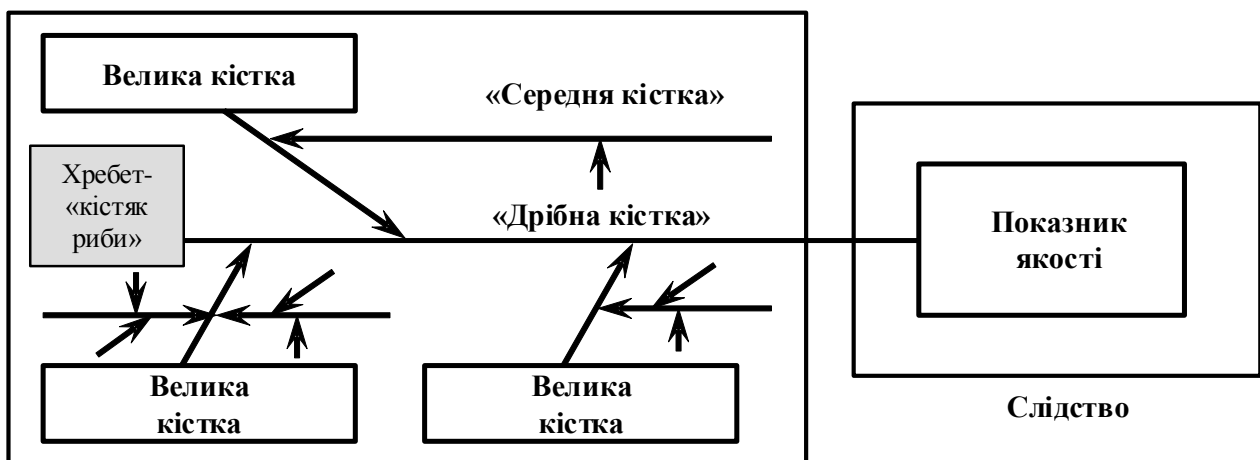 Велика кістка
«Середня кістка»
Хребет-
«кістяк
риби»
«Дрібна кістка»
Показник
якості
Велика
кістка
Велика
кістка
Слідство